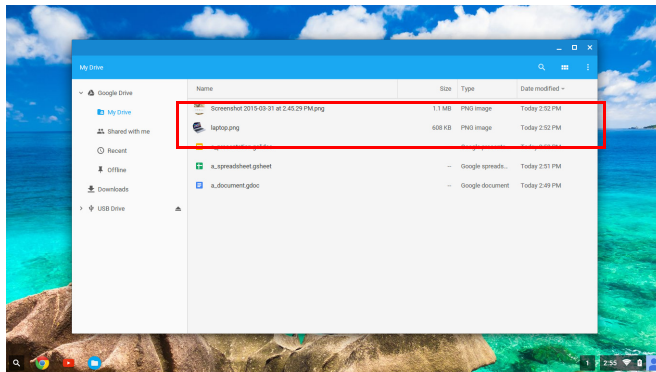 My Drive
Google Drive
My Drive
Shared with me
Recent
Offline
Downloads
USB Drive
Name Size Type Date modified
Screenshot 2015-03-31 at 2.45.29 PM.png 1.1 MB PNG image Today 2:52 PM
laptop.png 608 KB PNG image Today 2:52 PM
a_spreadsheet.gsheet -- Google spreads... Today 2:51 PM
a_document.gdoc -- Google document Today 2:49 PM
1 2:55